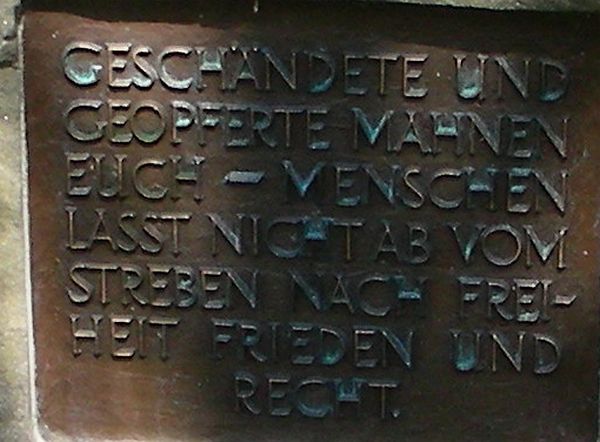 GESCHÄNDETE UND
GEOPFERTE MAHNEN
EUCH – MENSCHEN
LASST NICHT AB VOM
STREBEN NACH FREI-
HEIT FRIEDEN UND
RECHT.